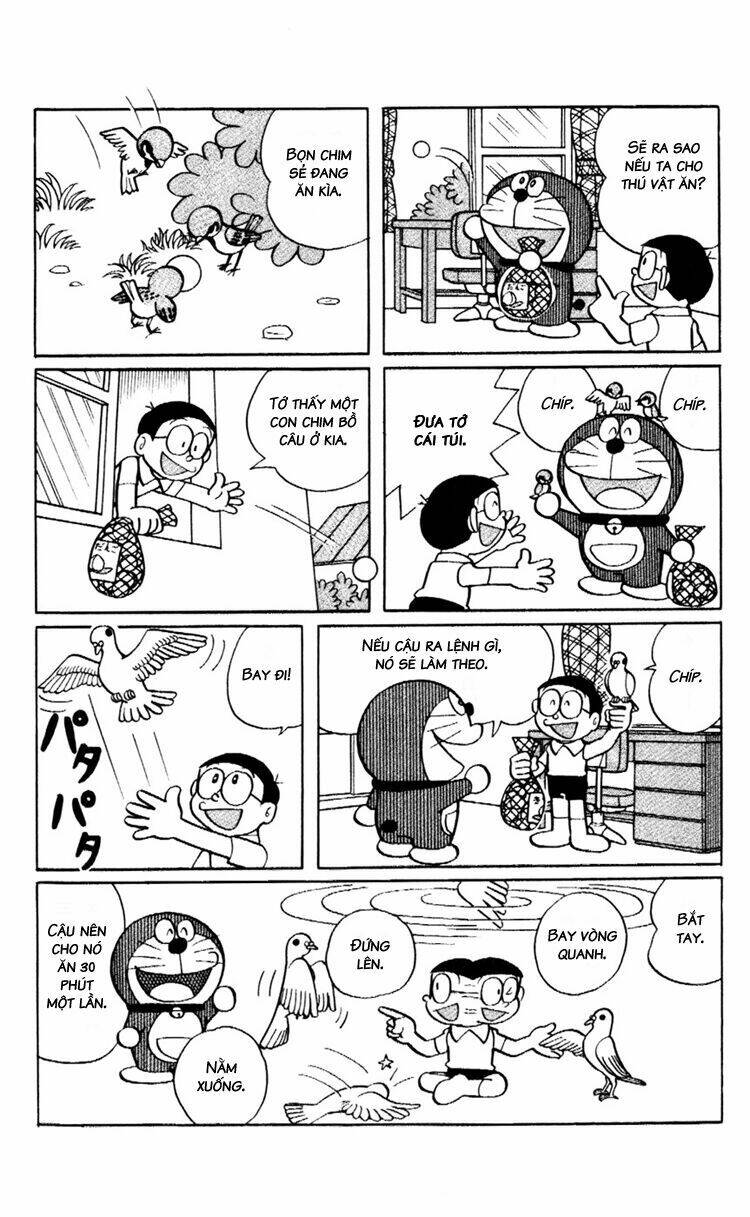 SẼ RA SAO
NẾU TA CHO
THÚ VẬT ĂN?
BỌN CHIM
SẺ ĐANG
ĂN KÌA.
CHÍP.
CHÍP.
ĐƯA TỚ
CÁI TÚI.
TỚ THẤY MỘT
CON CHIM BỒ
CÂU Ở KIA.
CHÍP.
NẾU CẬU RA LỆNH GÌ,
NÓ SẼ LÀM THEO.
BAY ĐI!
パタパタ
BẮT
TAY.
BAY VÒNG
QUANH.
ĐỨNG
LÊN.
NẰM
XUỐNG.
CẬU NÊN
CHO NÓ
ĂN 30
PHÚT
MỘT LẦN.